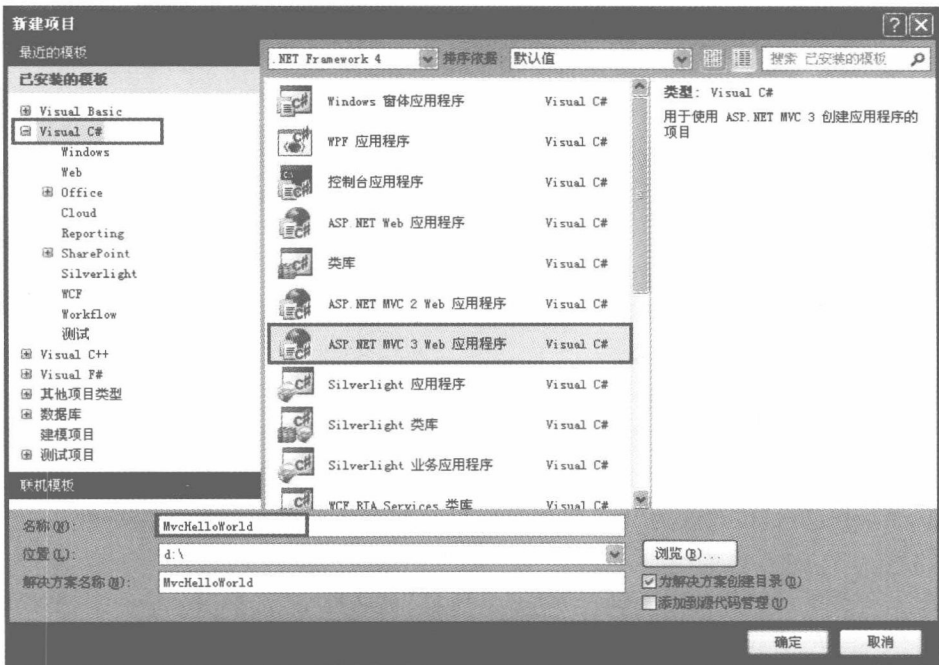 新建项目
最近的模板
.NET Framework 4 排序依据: 默认值 搜索 已安装的模板
已安装的模板
Visual Basic
Visual C#
Windows
Web
Office
Cloud
Reporting
SharePoint
Silverlight
WCF
Workflow
测试
Visual C++
Visual F#
其他项目类型
数据库
建模项目
测试项目
联机模板
Windows 窗体应用程序 Visual C#
WPF 应用程序 Visual C#
控制台应用程序 Visual C#
ASP.NET Web 应用程序 Visual C#
类库 Visual C#
ASP.NET MVC 2 Web 应用程序 Visual C#
ASP.NET MVC 3 Web 应用程序 Visual C#
Silverlight 应用程序 Visual C#
Silverlight 类库 Visual C#
Silverlight 业务应用程序 Visual C#
WCF RIA Services 类库 Visual C#
类型: Visual C#
用于使用 ASP.NET MVC 3 创建应用程序的
项目
名称(N): MvcHelloWorld
位置(L): d:\ 浏览(B)...
解决方案名称(M): MvcHelloWorld
为解决方案创建目录(D)
添加到源代码管理(U)
确定 取消